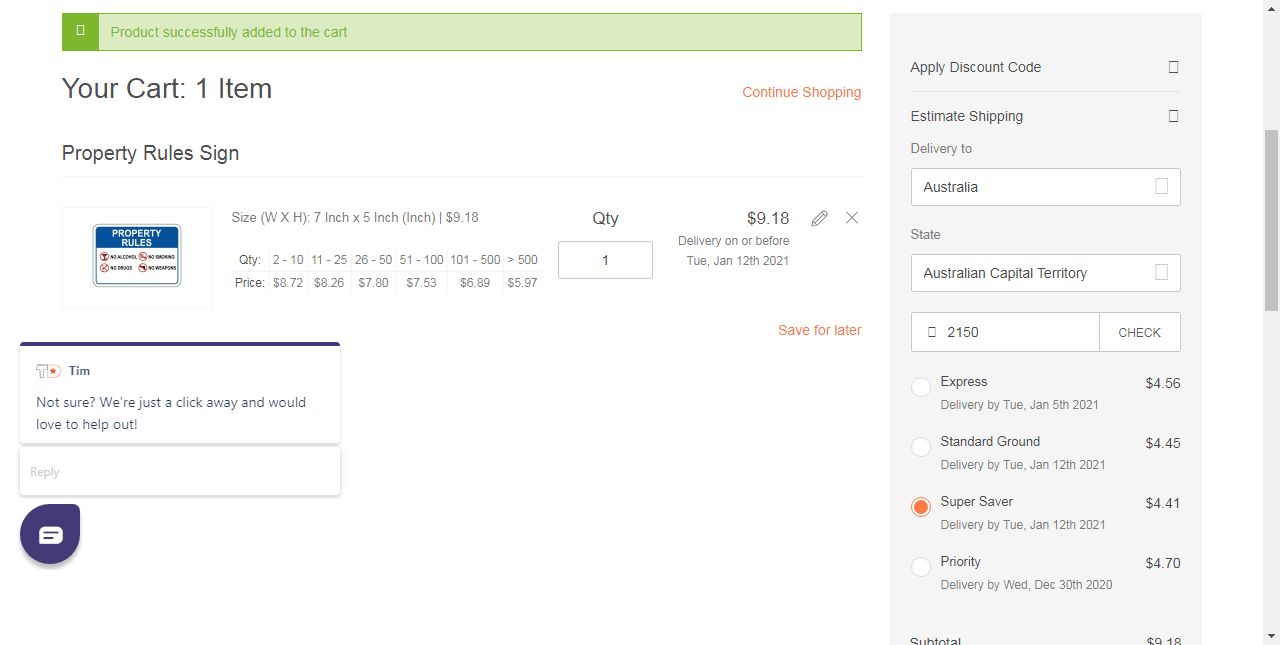 Product successfully added to the cart
Your Cart: 1 Item
Continue Shopping
Property Rules Sign
PROPERTY
RULES
NO ALCOHOL NO SMOKING
NO DRUGS NO WEAPONS
Size (W X H): 7 Inch x 5 Inch (Inch) | $9.18
Qty: 2 - 10 11 - 25 26 - 50 51 - 100 101 - 500 > 500
Price: $8.72 $8.26 $7.80 $7.53 $6.89 $5.97
Qty
1
$9.18
Delivery on or before
Tue, Jan 12th 2021
Save for later
Tim
Not sure? We're just a click away and would
love to help out!
Reply
Apply Discount Code
Estimate Shipping
Delivery to
Australia
State
Australian Capital Territory
2150 CHECK
Express $4.56
Delivery by Tue, Jan 5th 2021
Standard Ground $4.45
Delivery by Tue, Jan 12th 2021
Super Saver $4.41
Delivery by Tue, Jan 12th 2021
Priority $4.70
Delivery by Wed, Dec 30th 2020
Subtotal $9.18